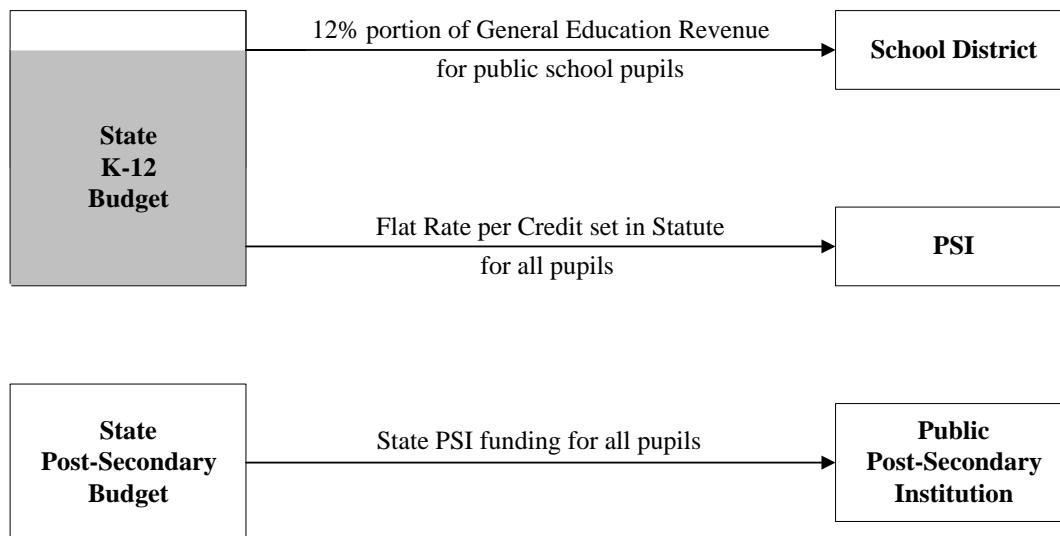 12% portion of General Education Revenue
for public school pupils
School District
State
K-12
Budget
Flat Rate per Credit set in Statute
for all pupils
PSI
State
Post-Secondary
Budget
State PSI funding for all pupils
Public
Post-Secondary
Institution